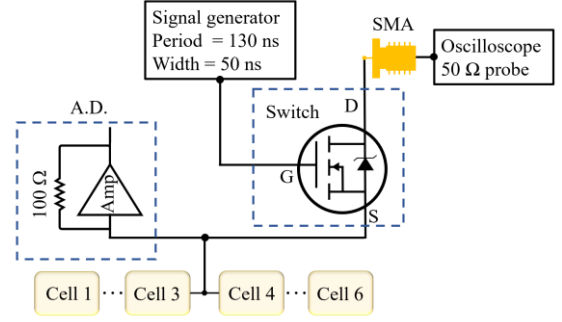 Signal generator
Period = 130 ns
Width = 50 ns
SMA
Oscilloscope
50 Ω probe
A.D.
Switch
D
G
S
100 Ω
Amp
Cell 1 ··· Cell 3
Cell 4 ··· Cell 6